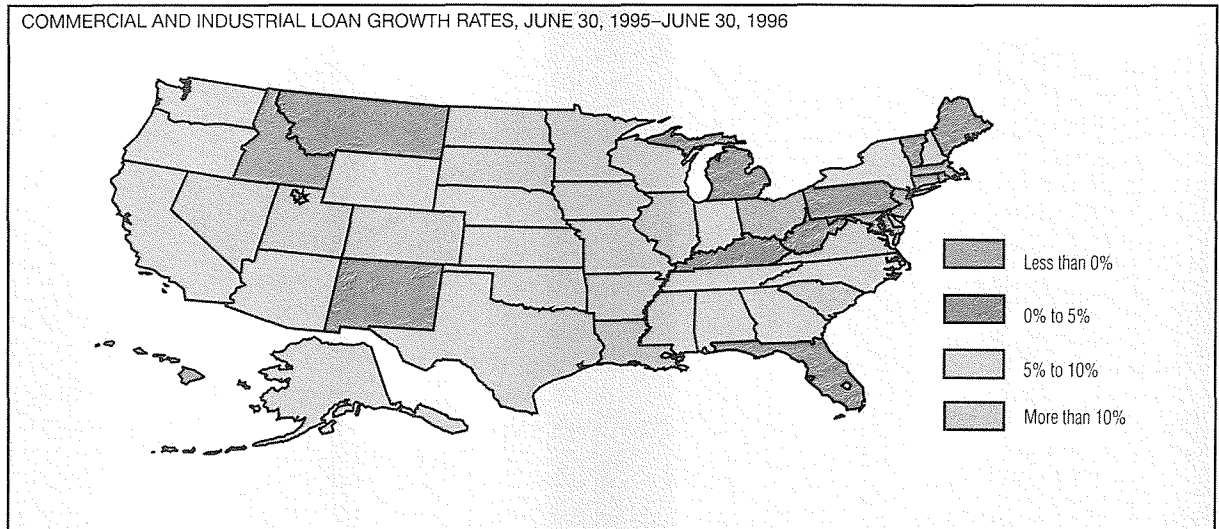 COMMERCIAL AND INDUSTRIAL LOAN GROWTH RATES, JUNE 30, 1995–JUNE 30, 1996
Less than 0%
0% to 5%
5% to 10%
More than 10%